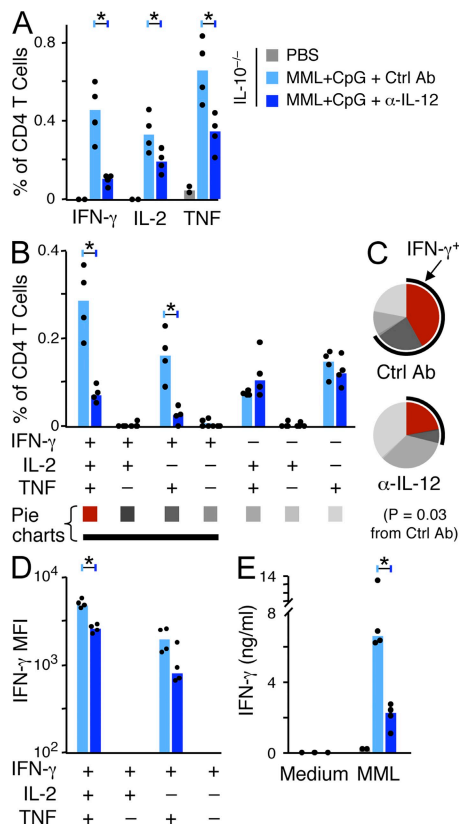 A
% of CD4 T Cells
0.8
0.4
0
* * *
IFN-γ IL-2 TNF
IL-10–/–
PBS
MML+CpG + Ctrl Ab
MML+CpG + α-IL-12
B
% of CD4 T Cells
0.4
0.2
0
* *
IFN-γ + + + + – – –
IL-2 + + – – + + –
TNF + – + – + – +
Pie
charts
C
IFN-γ+
Ctrl Ab
α-IL-12
(P = 0.03
from Ctrl Ab)
D
IFN-γ MFI
104
103
102
*
IFN-γ + + + +
IL-2 + + – –
TNF + – + –
E
IFN-γ (ng/ml)
14
8
4
0
*
Medium MML